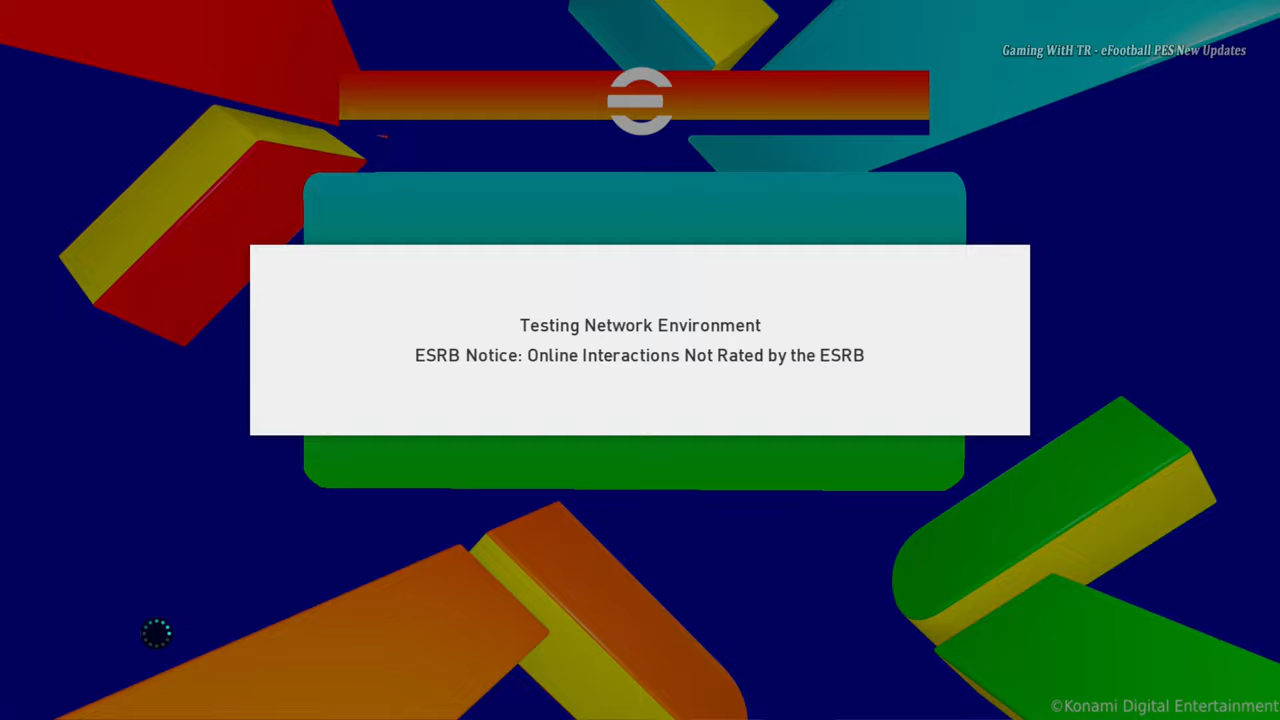 Gaming WitH TR - eFootball PES New Updates
Testing Network Environment
ESRB Notice: Online Interactions Not Rated by the ESRB
©Konami Digital Entertainment